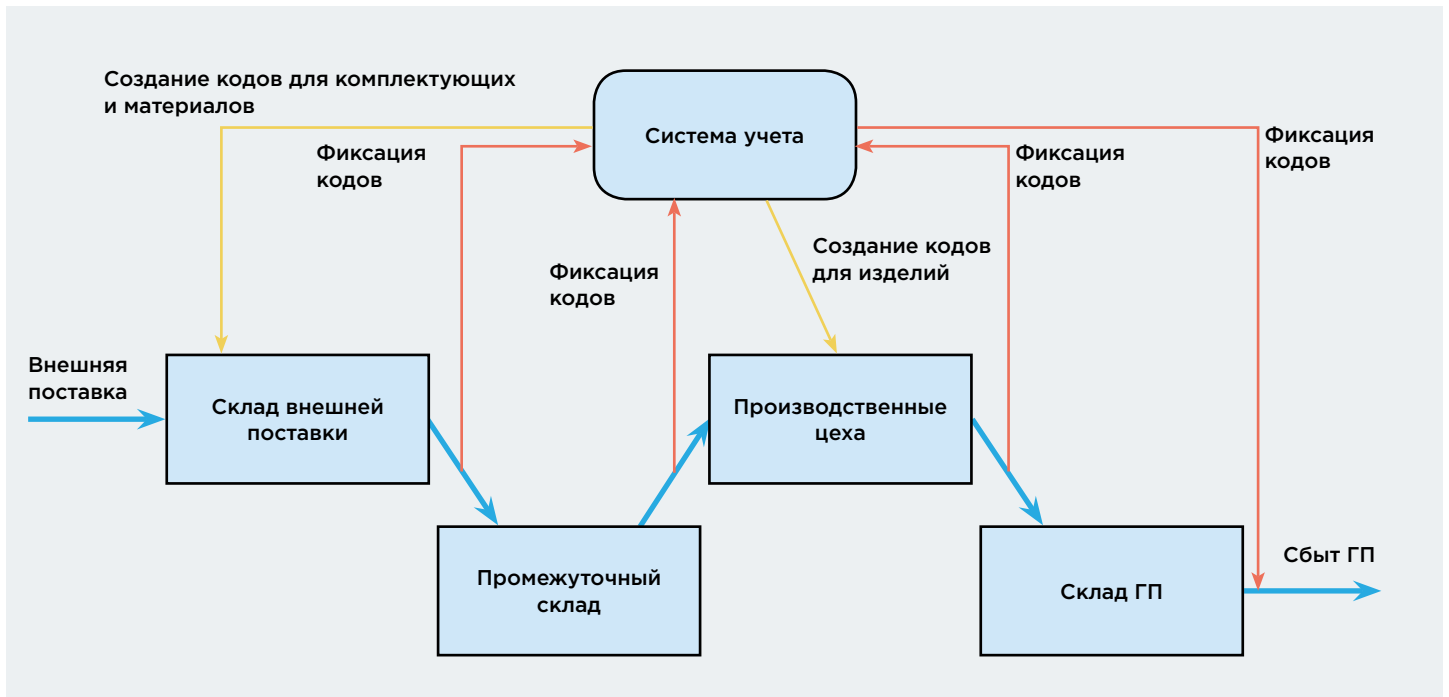 Создание кодов для комплектующих
и материалов
Фиксация
кодов
Система учета
Фиксация
кодов
Фиксация
кодов
Фиксация
кодов
Создание кодов
для изделий
Внешняя
поставка
Склад внешней
поставки
Производственные
цеха
Промежуточный
склад
Склад ГП
Сбыт ГП